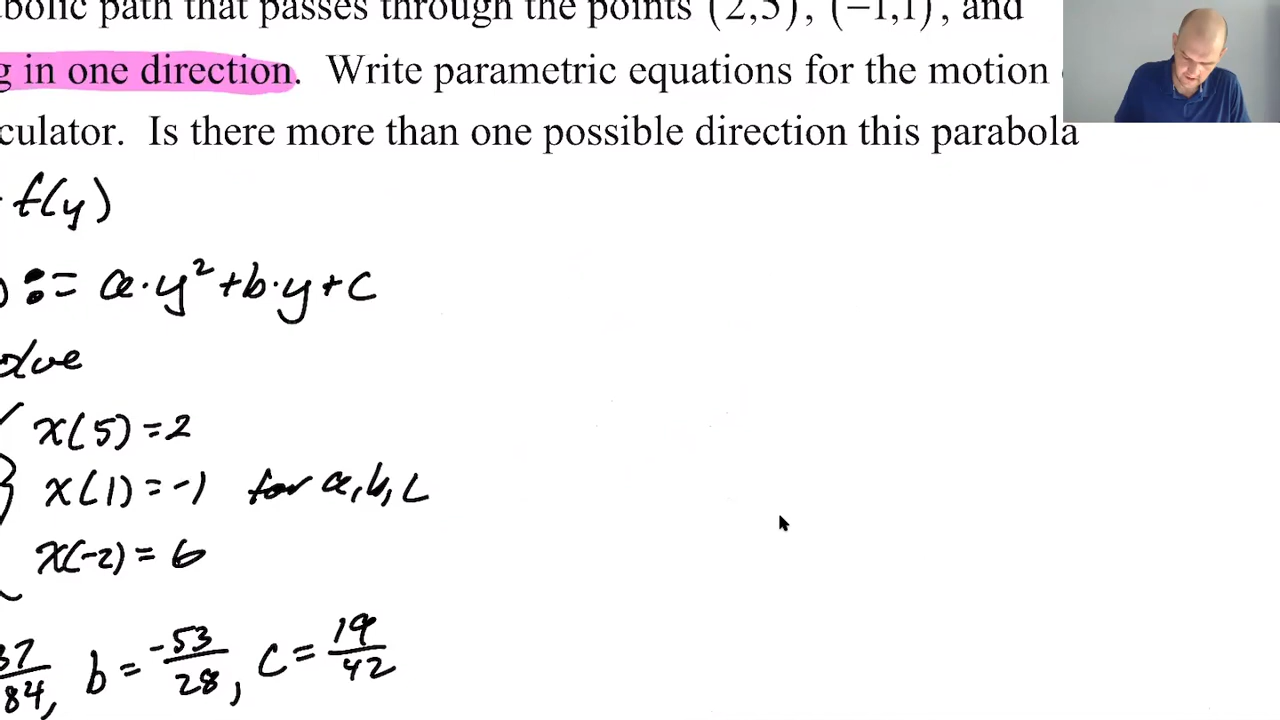 bolic path that passes through the points (2,5), (−1,1), and
g in one direction. Write parametric equations for the motion
culator. Is there more than one possible direction this parabola
f(y)
:= a·y²+b·y+c
olve
x(5)=2
x(1)=-1 for a,b,c
x(-2)=6
37/84, b=-53/28, c=19/42